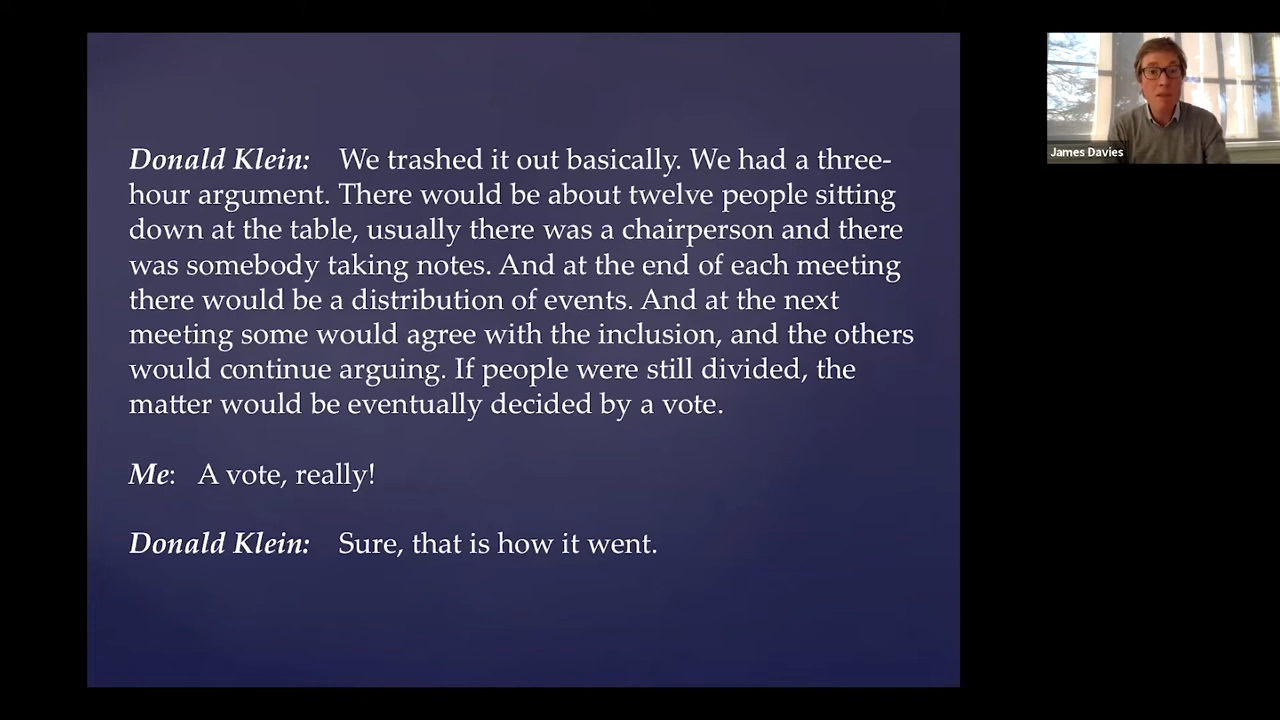 Donald Klein: We trashed it out basically. We had a three-
hour argument. There would be about twelve people sitting
down at the table, usually there was a chairperson and there
was somebody taking notes. And at the end of each meeting
there would be a distribution of events. And at the next
meeting some would agree with the inclusion, and the others
would continue arguing. If people were still divided, the
matter would be eventually decided by a vote.
Me: A vote, really!
Donald Klein: Sure, that is how it went.
James Davies